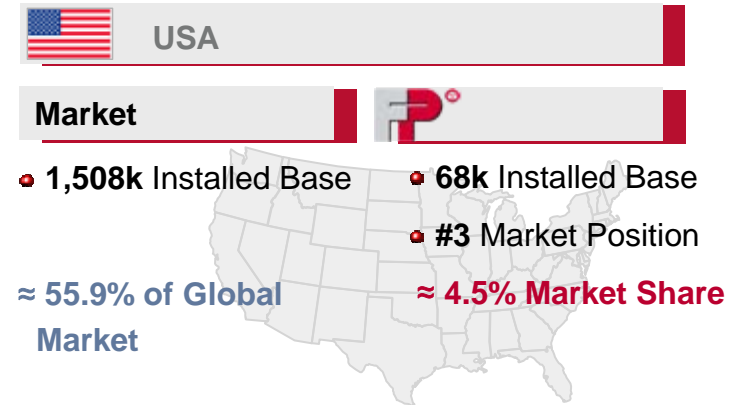 USA
Market
FP®
• 1,508k Installed Base
• 68k Installed Base
• #3 Market Position
≈ 55.9% of Global
Market
≈ 4.5% Market Share